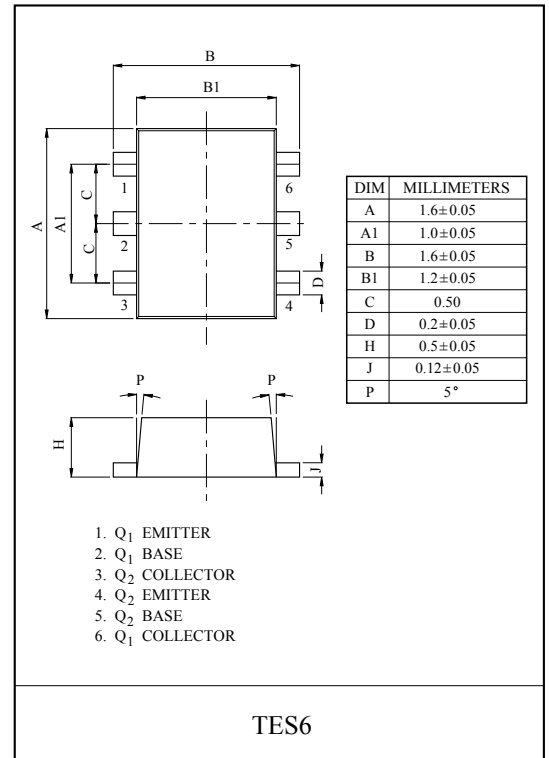 B
B1
1
6
C
A
A1
2
5
C
3
4
D
DIM MILLIMETERS
A 1.6±0.05
A1 1.0±0.05
B 1.6±0.05
B1 1.2±0.05
C 0.50
D 0.2±0.05
H 0.5±0.05
J 0.12±0.05
P 5°
P
P
H
J
1. Q1 EMITTER
2. Q1 BASE
3. Q2 COLLECTOR
4. Q2 EMITTER
5. Q2 BASE
6. Q1 COLLECTOR
TES6